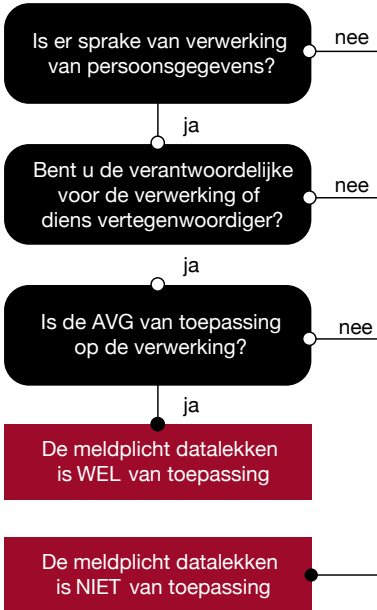 Is er sprake van verwerking
van persoonsgegevens?
nee
ja
Bent u de verantwoordelijke
voor de verwerking of
diens vertegenwoordiger?
nee
ja
Is de AVG van toepassing
op de verwerking?
nee
ja
De meldplicht datalekken
is WEL van toepassing
De meldplicht datalekken
is NIET van toepassing